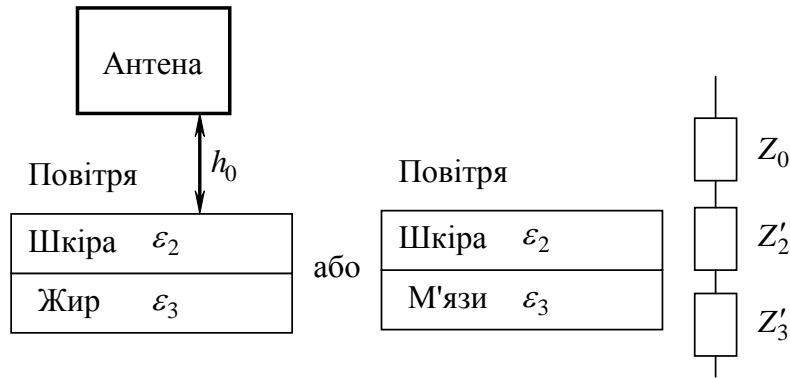 Антена
h₀
Повітря
Шкіра ε₂
Жир ε₃
або
Повітря
Шкіра ε₂
М'язи ε₃
Z₀
Z′₂
Z′₃